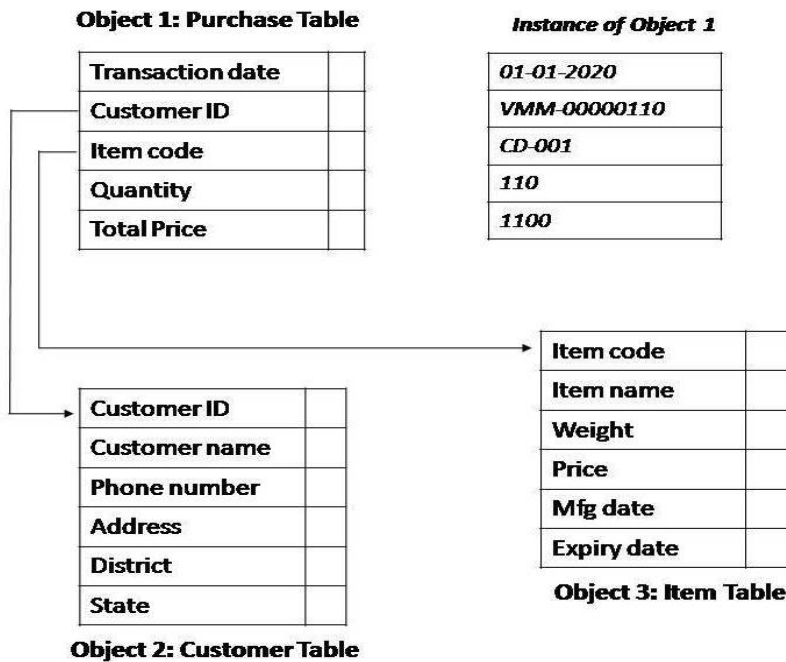 Object 1: Purchase Table
Transaction date
Customer ID
Item code
Quantity
Total Price
Instance of Object 1
01-01-2020
VMM-00000110
CD-001
110
1100
Customer ID
Customer name
Phone number
Address
District
State
Object 2: Customer Table
Item code
Item name
Weight
Price
Mfg date
Expiry date
Object 3: Item Table